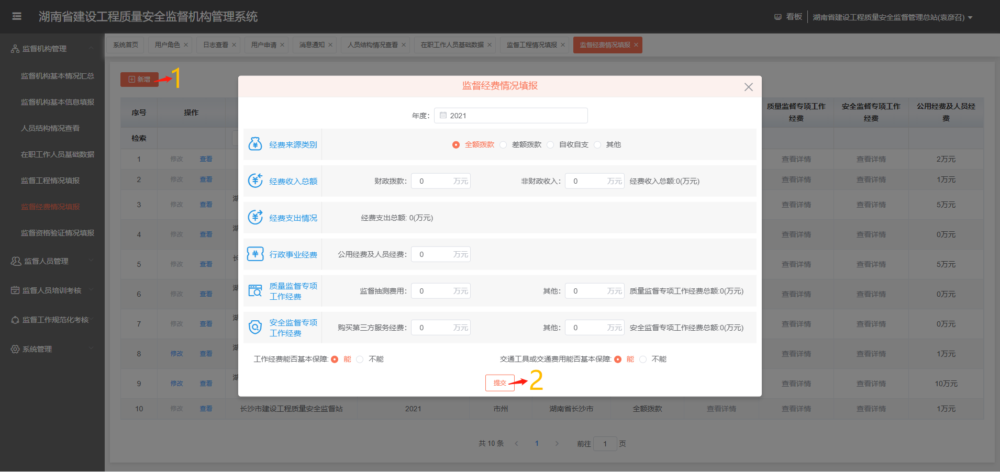 湖南省建设工程质量安全监督机构管理系统
看板
湖南省建设工程质量安全监督管理总站(袁彦召)
监督机构管理
监督机构基本情况汇总
监督机构基本信息填报
人员结构情况查看
在职工作人员基础数据
监督工程情况填报
监督经费情况填报
监督资格验证情况填报
监督人员管理
监督人员培训考核
监督工作规范化考核
系统管理
系统首页 用户角色 日志查看 用户申请 消息通知 人员结构情况查看 在职工作人员基础数据 监督工程情况填报 监督经费情况填报
新增 1
监督经费情况填报
年度: 2021
经费来源类别 全额拨款 差额拨款 自收自支 其他
经费收入总额 财政拨款: 0 万元 非财政收入: 0 万元 经费收入总额:0(万元)
经费支出情况 经费支出总额: 0(万元)
行政事业经费 公用经费及人员经费: 0 万元
质量监督专项
工作经费
监督抽测费用: 0 万元 其他: 0 万元 质量监督专项工作经费总额:0(万元)
安全监督专项
工作经费
购买第三方服务经费: 0 万元 其他: 0 万元 安全监督专项工作经费总额:0(万元)
工作经费能否基本保障: 能 不能 交通工具或交通费用能否基本保障: 能 不能
提交 2
序号 操作
质量监督专项工作
经费
安全监督专项工作
经费
公用经费及人员经
费
检索
1 修改 查看 查看详情 查看详情 2万元
2 修改 查看 查看详情 查看详情 1万元
3 修改 查看 湖 查看详情 查看详情 5万元
4 修改 查看 湖 查看详情 查看详情 0万元
5 修改 查看 长 查看详情 查看详情 5万元
6 修改 查看 湖 查看详情 查看详情 0万元
7 修改 查看 湖 查看详情 查看详情 0万元
8 修改 查看 湖 查看详情 查看详情 1万元
9 修改 查看 湖 查看详情 查看详情 10万元
10 修改 查看 长沙市建设工程质量安全监督站 2021 市州 湖南省长沙市 全额拨款 查看详情 查看详情 查看详情 1万元
共 10 条 1 前往 1 页